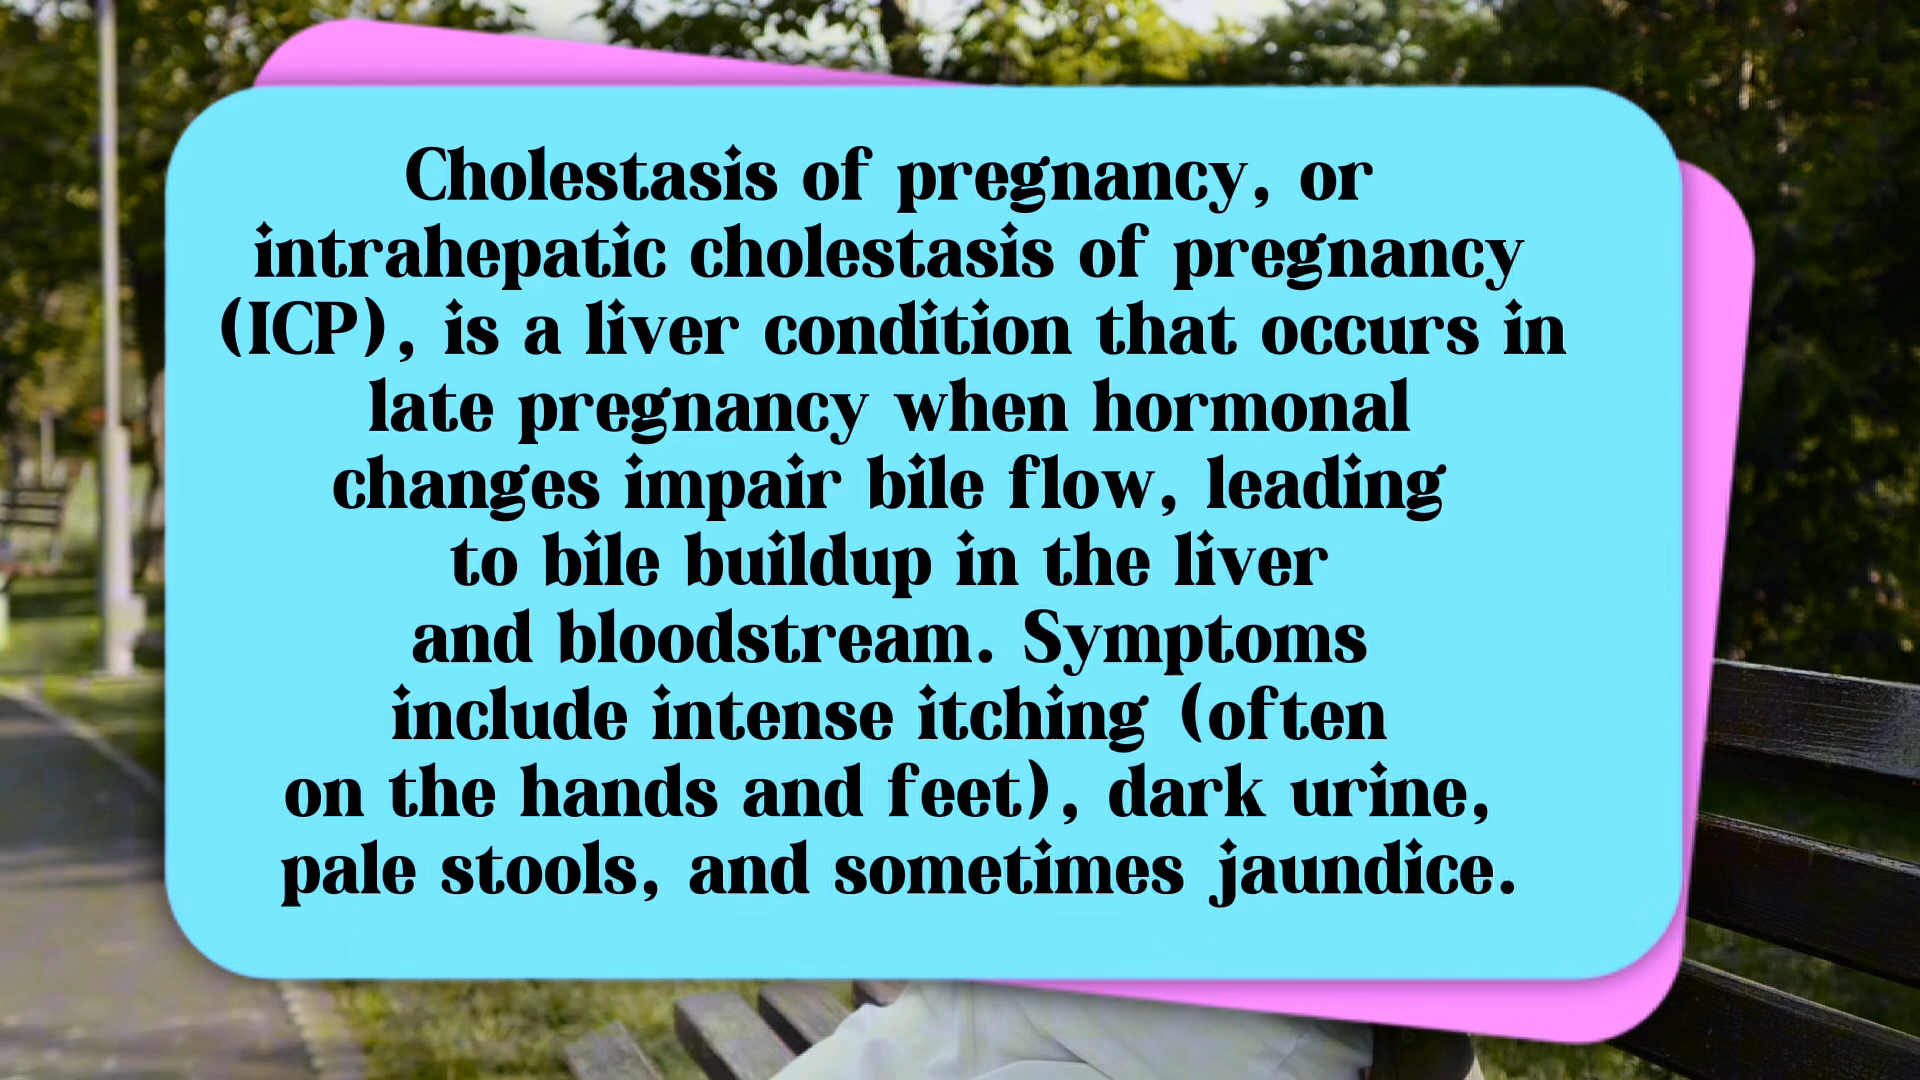 Cholestasis of pregnancy, or
intrahepatic cholestasis of pregnancy
(ICP), is a liver condition that occurs in
late pregnancy when hormonal
changes impair bile flow, leading
to bile buildup in the liver
and bloodstream. Symptoms
include intense itching (often
on the hands and feet), dark urine,
pale stools, and sometimes jaundice.